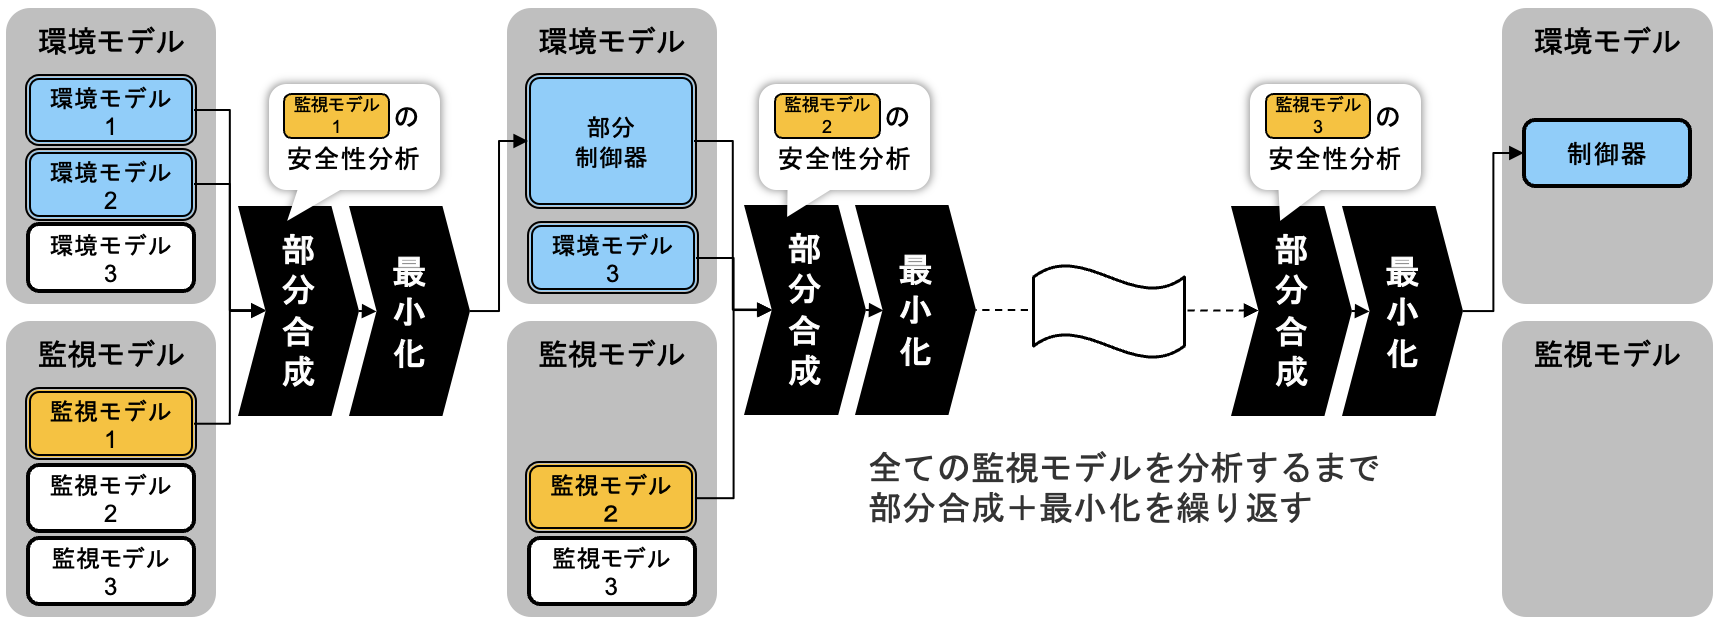 環境モデル
環境モデル
1
環境モデル
2
環境モデル
3
監視モデル
監視モデル
1
監視モデル
2
監視モデル
3
監視モデル
1
の
安全性分析
部分合成
最小化
環境モデル
部分
制御器
環境モデル
3
監視モデル
監視モデル
2
監視モデル
3
監視モデル
2
の
安全性分析
部分合成
最小化
全ての監視モデルを分析するまで
部分合成＋最小化を繰り返す
監視モデル
3
の
安全性分析
部分合成
最小化
環境モデル
制御器
監視モデル